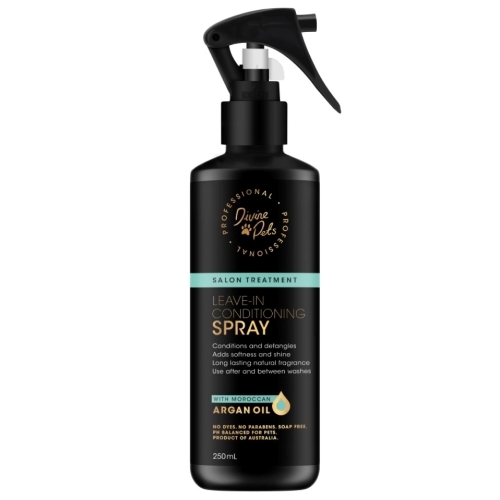 PROFESSIONAL • PROFESSIONAL •
Divine
Pets
SALON TREATMENT
LEAVE-IN
CONDITIONING
SPRAY
Conditions and detangles
Adds softness and shine
Long lasting natural fragrance
Use after and between washes
WITH MOROCCAN
ARGAN OIL
NO DYES. NO PARABENS. SOAP FREE.
PH BALANCED FOR PETS.
PRODUCT OF AUSTRALIA.
250mL